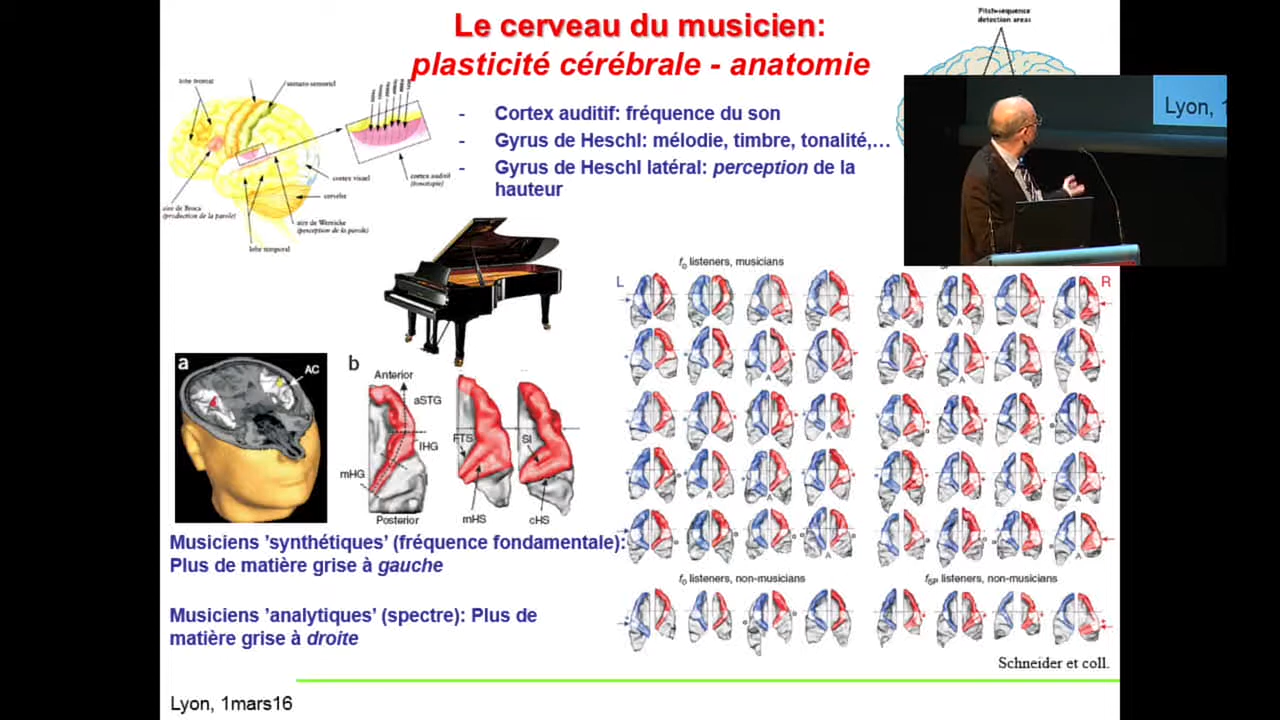 Le cerveau du musicien:
plasticité cérébrale - anatomie
Pitch-sequence
detection areas
lobe frontal
somato-sensoriel
cortex visuel
cervelet
cortex auditif
(tonotopie)
aire de Broca
(production de la parole)
aire de Wernicke
(perception de la parole)
lobe temporal
- Cortex auditif: fréquence du son
- Gyrus de Heschl: mélodie, timbre, tonalité,...
- Gyrus de Heschl latéral: perception de la
hauteur
Lyon, 1
f0 listeners, musicians
L
R
a
AC
b
Anterior
aSTG
lHG
mHG
Posterior
FTS
mHS
SI
cHS
Musiciens 'synthétiques' (fréquence fondamentale):
Plus de matière grise à gauche
Musiciens 'analytiques' (spectre): Plus de
matière grise à droite
f0 listeners, non-musicians
fSP listeners, non-musicians
Schneider et coll.
Lyon, 1mars16